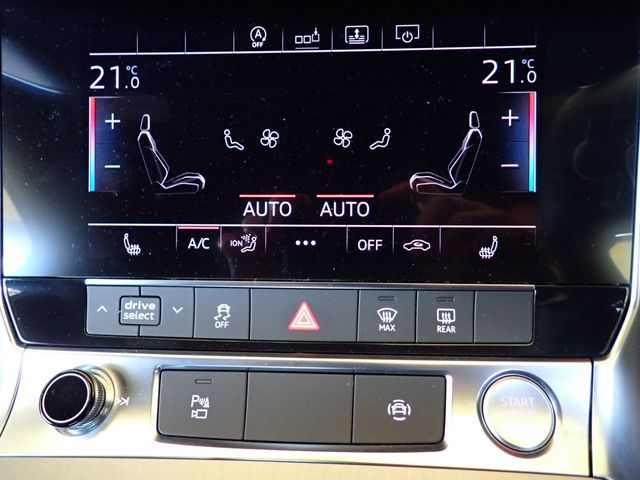 A
OFF
21.0 °C
21.0 °C
+
+
−
−
AUTO AUTO
A/C ION ••• OFF
drive
select
OFF
MAX
REAR
P
START